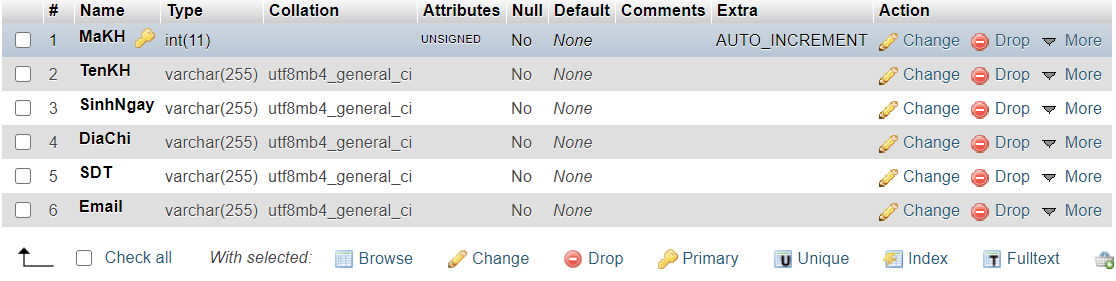 # Name Type Collation Attributes Null Default Comments Extra Action
1 MaKH int(11) UNSIGNED No None AUTO_INCREMENT Change Drop More
2 TenKH varchar(255) utf8mb4_general_ci No None Change Drop More
3 SinhNgay varchar(255) utf8mb4_general_ci No None Change Drop More
4 DiaChi varchar(255) utf8mb4_general_ci No None Change Drop More
5 SDT varchar(255) utf8mb4_general_ci No None Change Drop More
6 Email varchar(255) utf8mb4_general_ci No None Change Drop More
Check all With selected: Browse Change Drop Primary U Unique Index T Fulltext